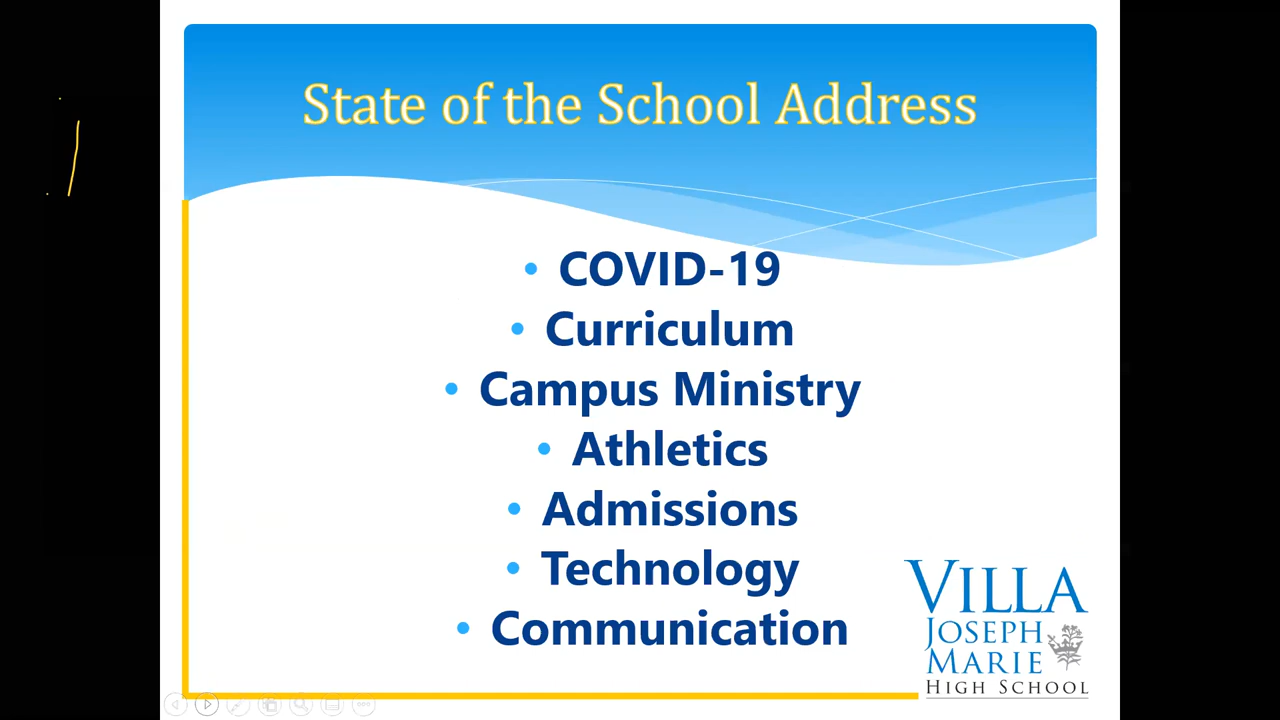 State of the School Address
• COVID-19
• Curriculum
• Campus Ministry
• Athletics
• Admissions
• Technology
• Communication
VILLA
JOSEPH
MARIE
HIGH SCHOOL